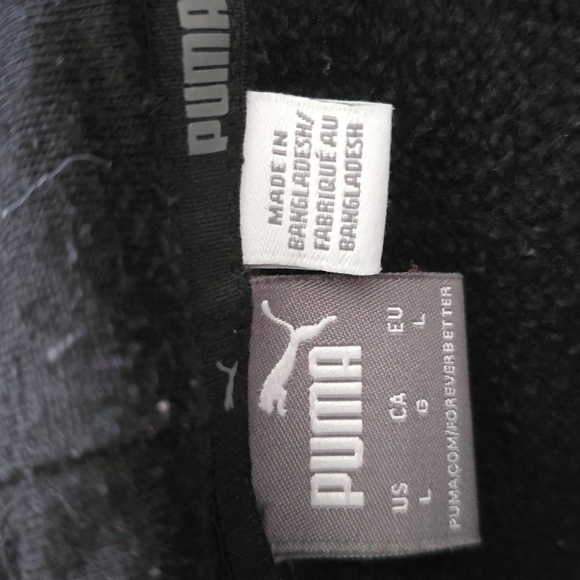 PUMA
MADE IN
BANGLADESH/
FABRIQUÉ AU
BANGLADESH
PUMA
US CA EU
L G L
PUMA.COM/FOREVERBETTER